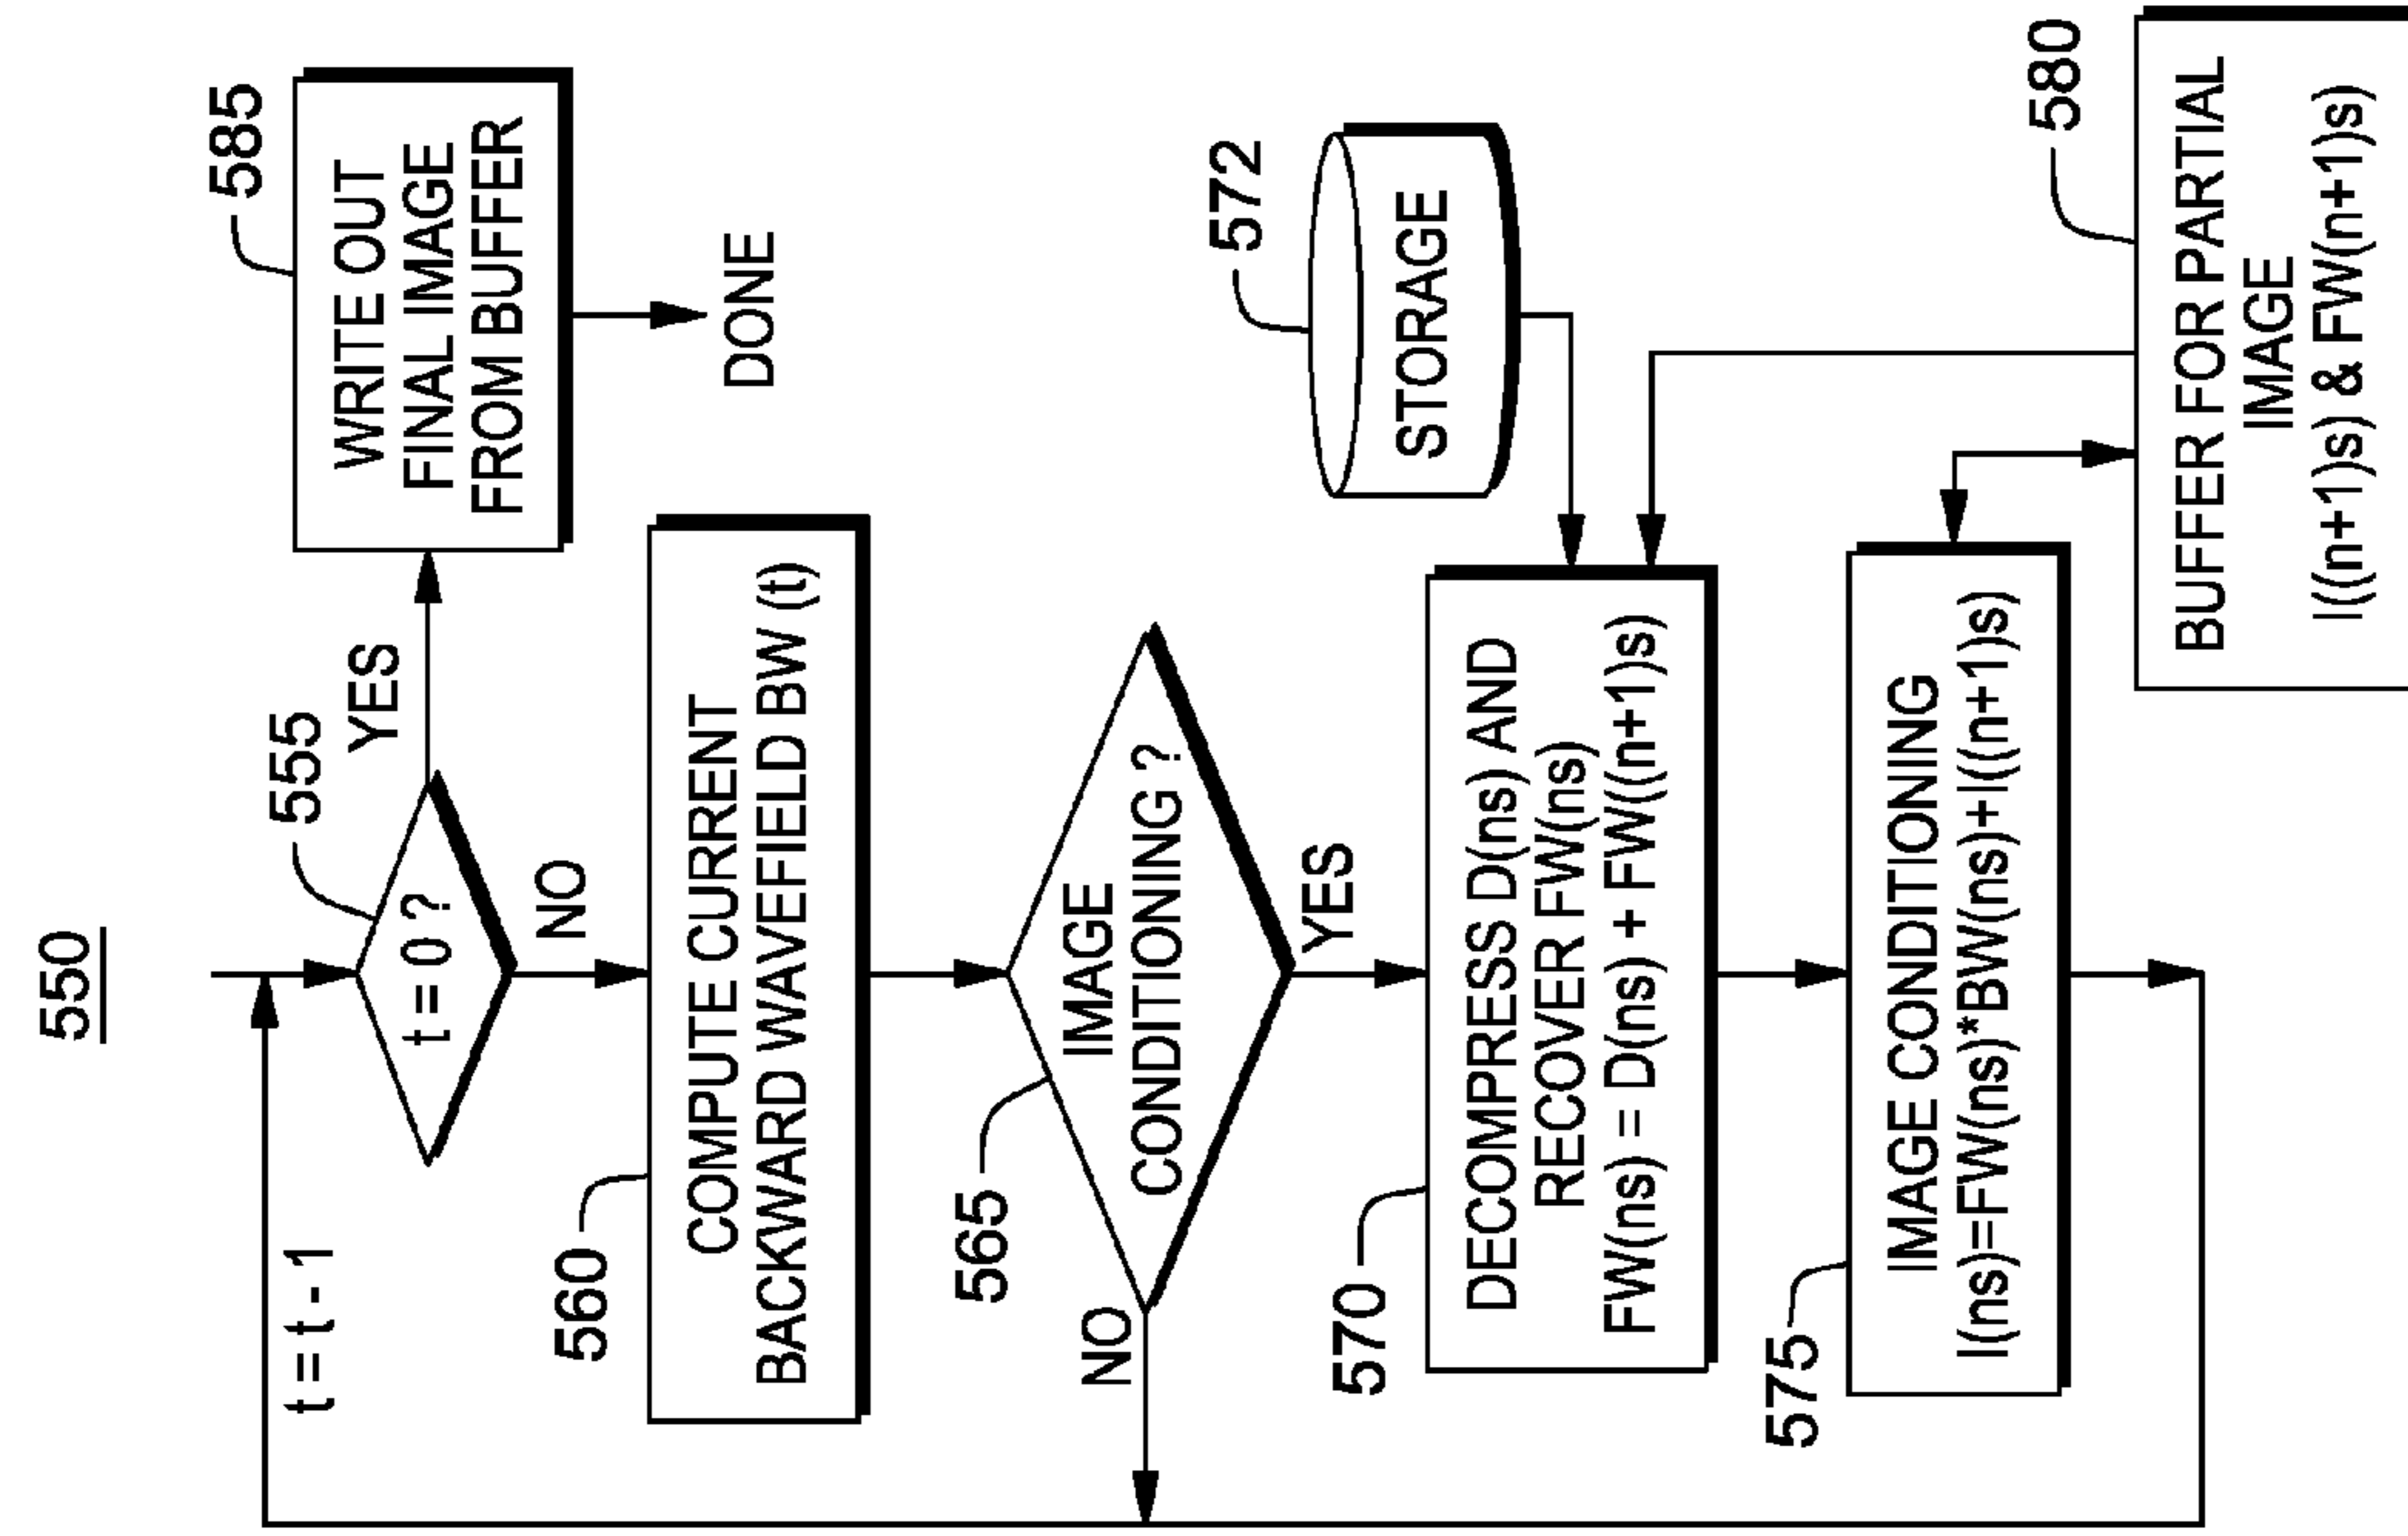 550
t = t - 1
555
t = 0 ?
YES
585
WRITE OUT
FINAL IMAGE
FROM BUFFER
DONE
NO
560
COMPUTE CURRENT
BACKWARD WAVEFIELD BW (t)
565
IMAGE
CONDITIONING ?
NO
YES
572
STORAGE
570
DECOMPRESS D(ns) AND
RECOVER FW(ns)
FW(ns) = D(ns) + FW((n+1)s)
575
IMAGE CONDITIONING
I(ns)=FW(ns)*BW(ns)+I((n+1)s)
580
BUFFER FOR PARTIAL
IMAGE
I((n+1)s) & FW(n+1)s)